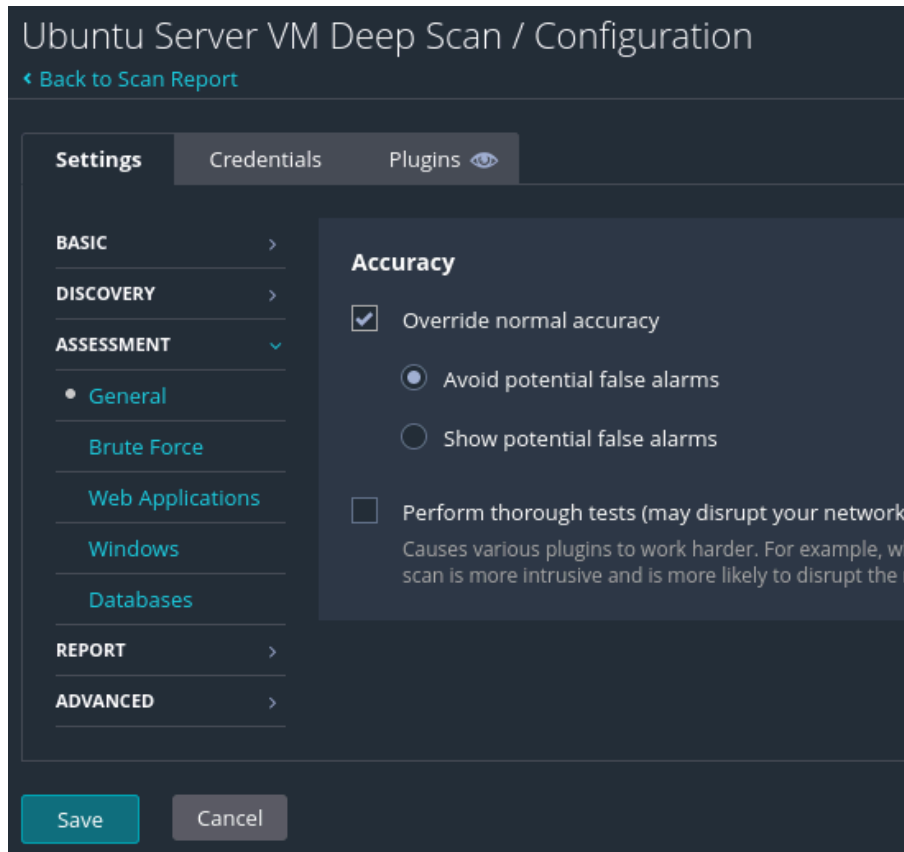 Ubuntu Server VM Deep Scan / Configuration
Back to Scan Report
Settings Credentials Plugins
BASIC
DISCOVERY
ASSESSMENT
General
Brute Force
Web Applications
Windows
Databases
REPORT
ADVANCED
Accuracy
Override normal accuracy
Avoid potential false alarms
Show potential false alarms
Perform thorough tests (may disrupt your network
Causes various plugins to work harder. For example,
scan is more intrusive and is more likely to disrupt the
Save Cancel